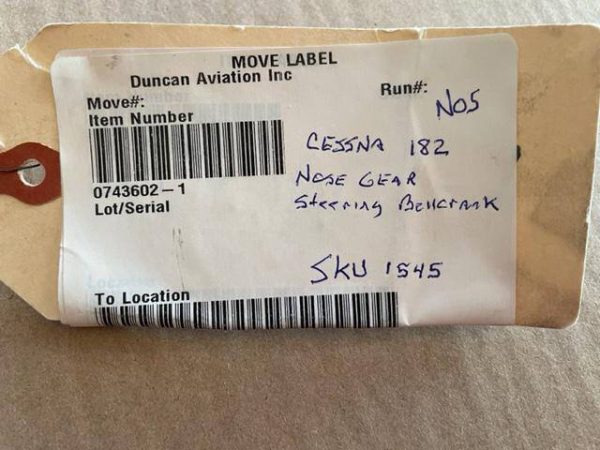 MOVE LABEL
Duncan Aviation Inc
Move#:
Run#:
NOS
Item Number
CESSNA 182
0743602-1
NOSE GEAR
Lot/Serial
Steering Bellcrank
SKU 1545
To Location